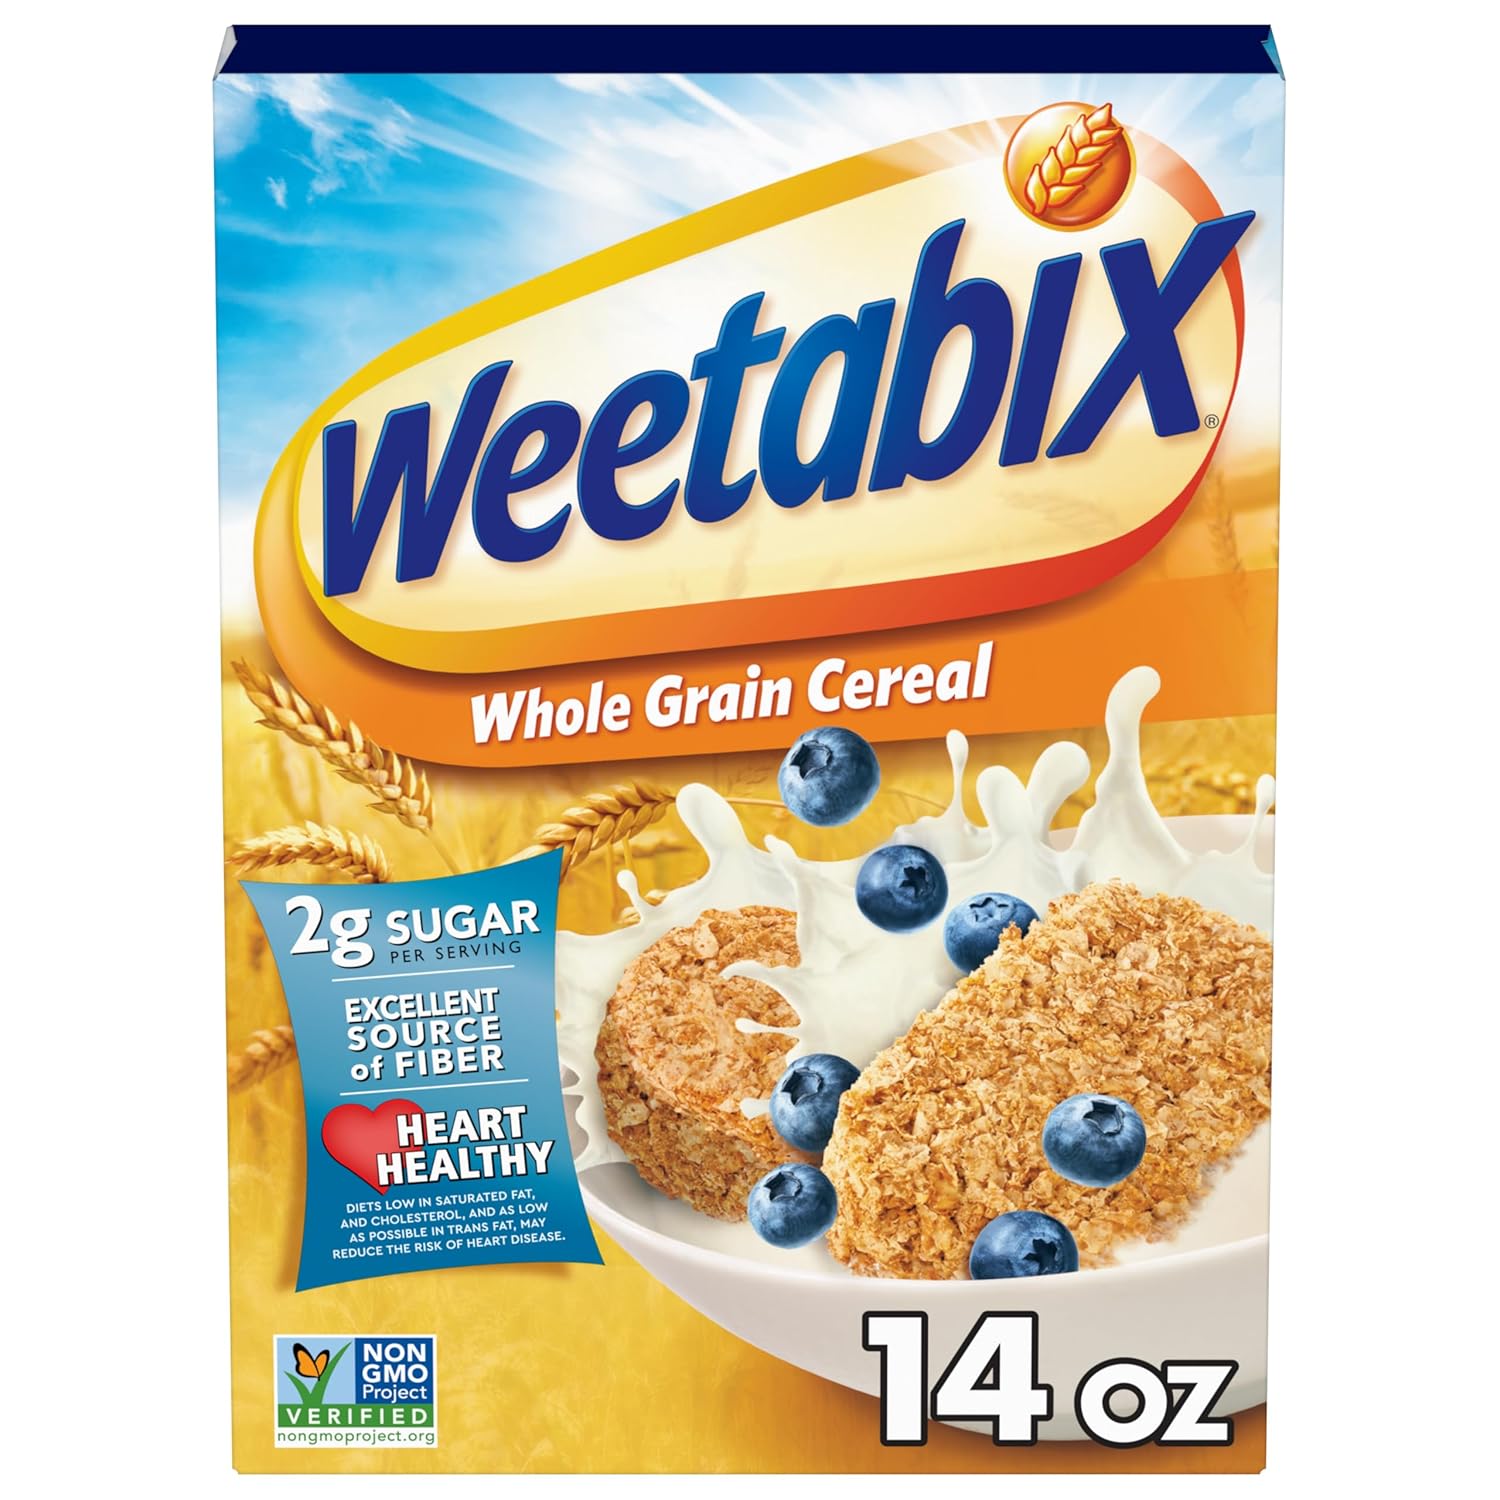 Weetabix®
Whole Grain Cereal
2g SUGAR
PER SERVING
EXCELLENT
SOURCE
of FIBER
HEART
HEALTHY
DIETS LOW IN SATURATED FAT,
AND CHOLESTEROL, AND AS LOW
AS POSSIBLE IN TRANS FAT, MAY
REDUCE THE RISK OF HEART DISEASE.
NON
GMO
Project
VERIFIED
nongmoproject.org
14 OZ